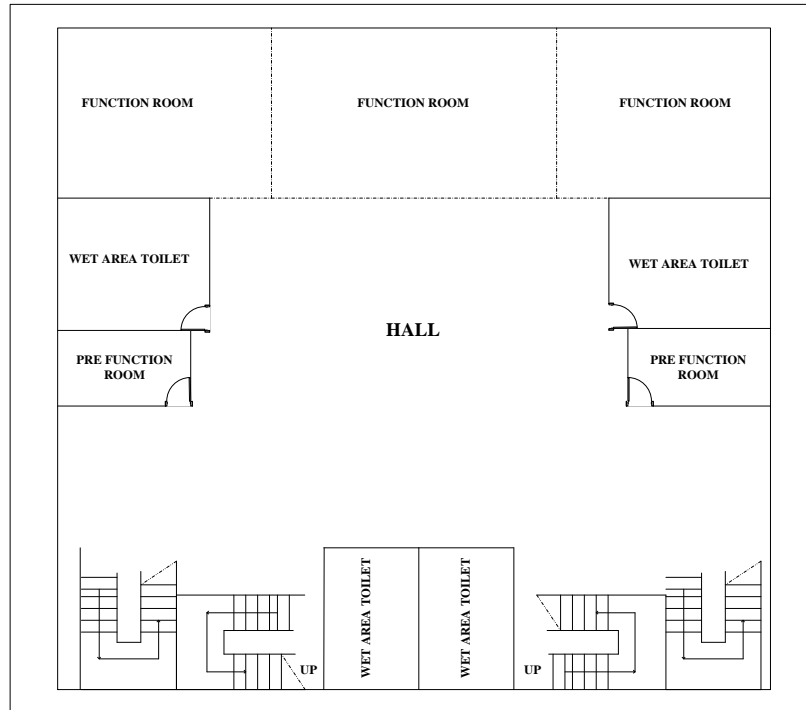 FUNCTION ROOM
FUNCTION ROOM
FUNCTION ROOM
WET AREA TOILET
WET AREA TOILET
HALL
PRE FUNCTION
ROOM
PRE FUNCTION
ROOM
WET AREA TOILET
WET AREA TOILET
UP
UP